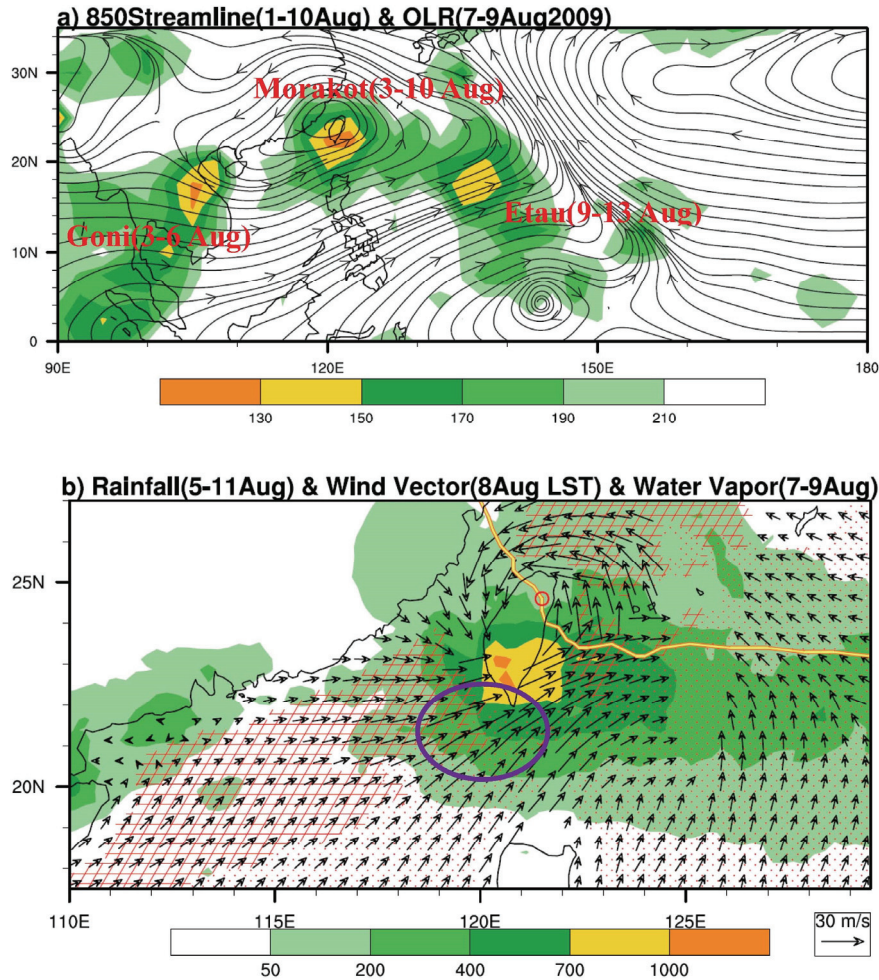 a) 850Streamline(1-10Aug) & OLR(7-9Aug2009)
30N
20N
10N
0
Morakot(3-10 Aug)
Etau(9-13 Aug)
Goni(3-6 Aug)
90E 120E 150E 180
130 150 170 190 210
b) Rainfall(5-11Aug) & Wind Vector(8Aug LST) & Water Vapor(7-9Aug)
25N
20N
110E 115E 120E 125E
30 m/s
50 200 400 700 1000